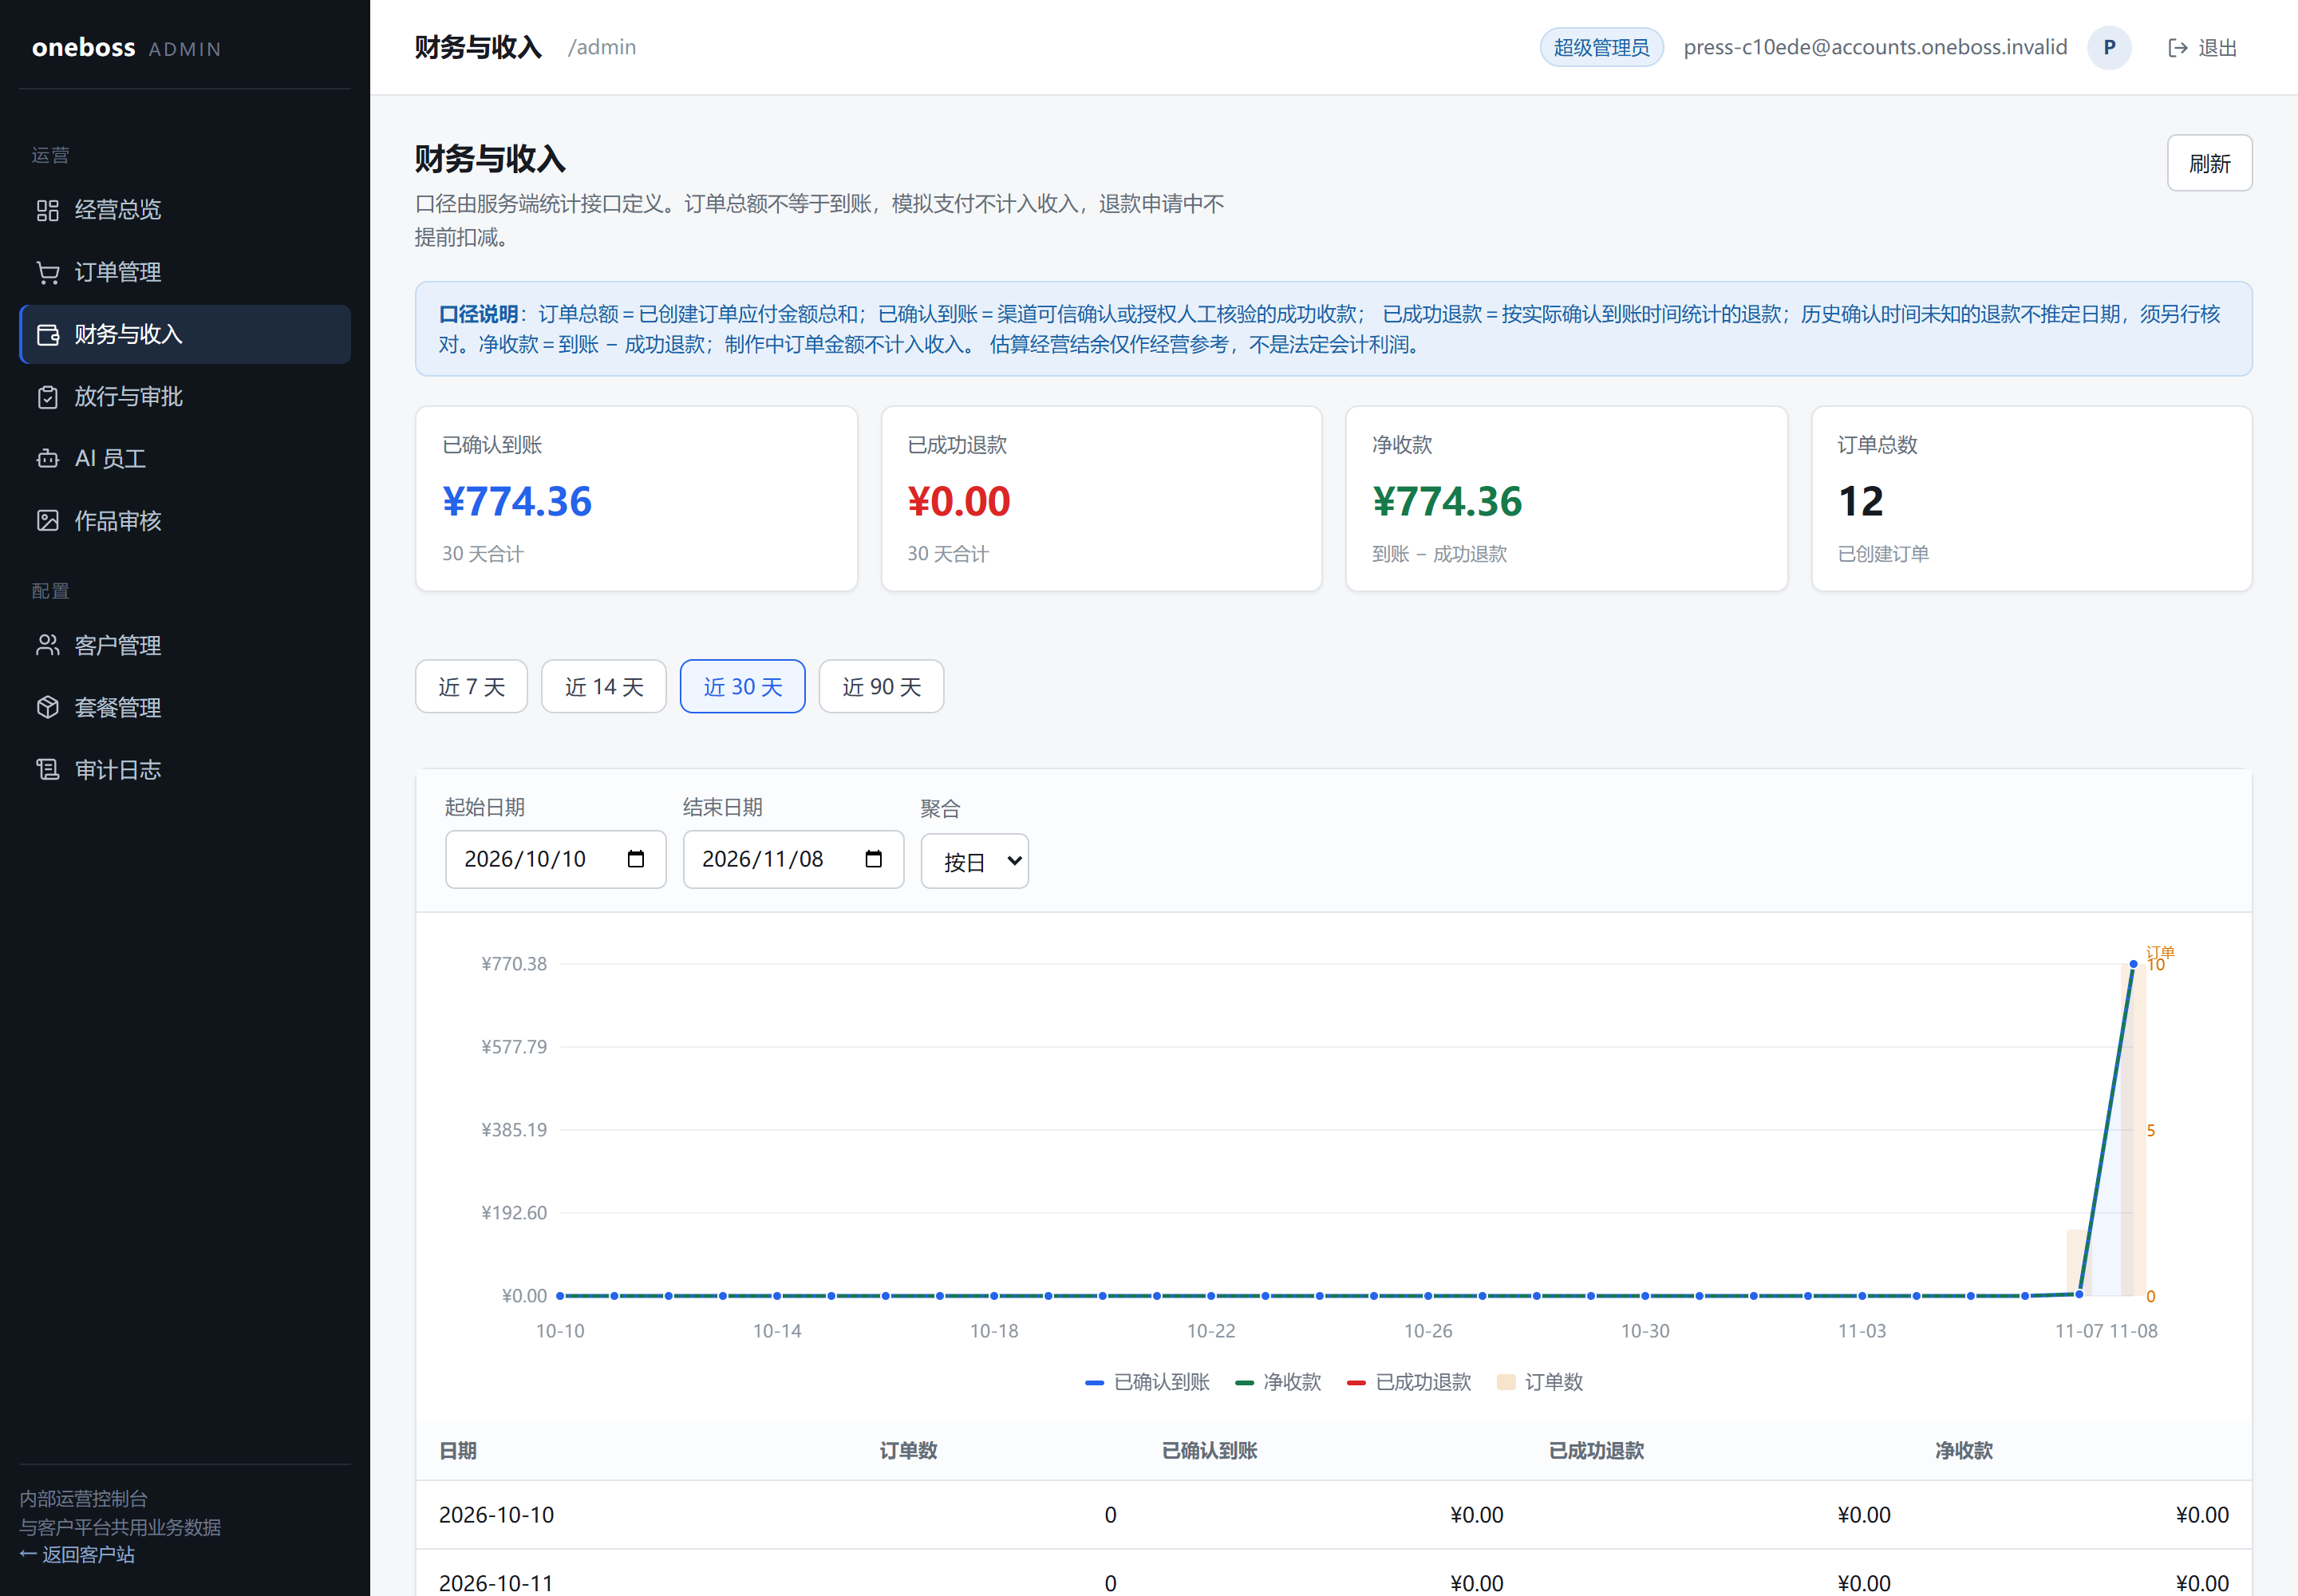 oneboss ADMIN
运营
经营总览
订单管理
财务与收入
放行与审批
AI 员工
作品审核
配置
客户管理
套餐管理
审计日志
内部运营控制台
与客户平台共用业务数据
← 返回客户站
财务与收入 /admin
超级管理员 press-c10ede@accounts.oneboss.invalid P 退出
财务与收入
刷新
口径由服务端统计接口定义。订单总额不等于到账，模拟支付不计入收入，退款申请中不
提前扣减。
口径说明：订单总额 = 已创建订单应付金额总和；已确认到账 = 渠道可信确认或授权人工核验的成功收款； 已成功退款 = 按实际确认到账时间统计的退款；历史确认时间未知的退款不推定日期，须另行核
对。净收款 = 到账 − 成功退款；制作中订单金额不计入收入。 估算经营结余仅作经营参考，不是法定会计利润。
已确认到账
¥774.36
30 天合计
已成功退款
¥0.00
30 天合计
净收款
¥774.36
到账 − 成功退款
订单总数
12
已创建订单
近 7 天 近 14 天 近 30 天 近 90 天
起始日期 结束日期 聚合
2026/10/10 2026/11/08 按日
订单
¥770.38 10
¥577.79
¥385.19 5
¥192.60
¥0.00 0
10-10 10-14 10-18 10-22 10-26 10-30 11-03 11-07 11-08
已确认到账 净收款 已成功退款 订单数
日期 订单数 已确认到账 已成功退款 净收款
2026-10-10 0 ¥0.00 ¥0.00 ¥0.00
2026-10-11 0 ¥0.00 ¥0.00 ¥0.00